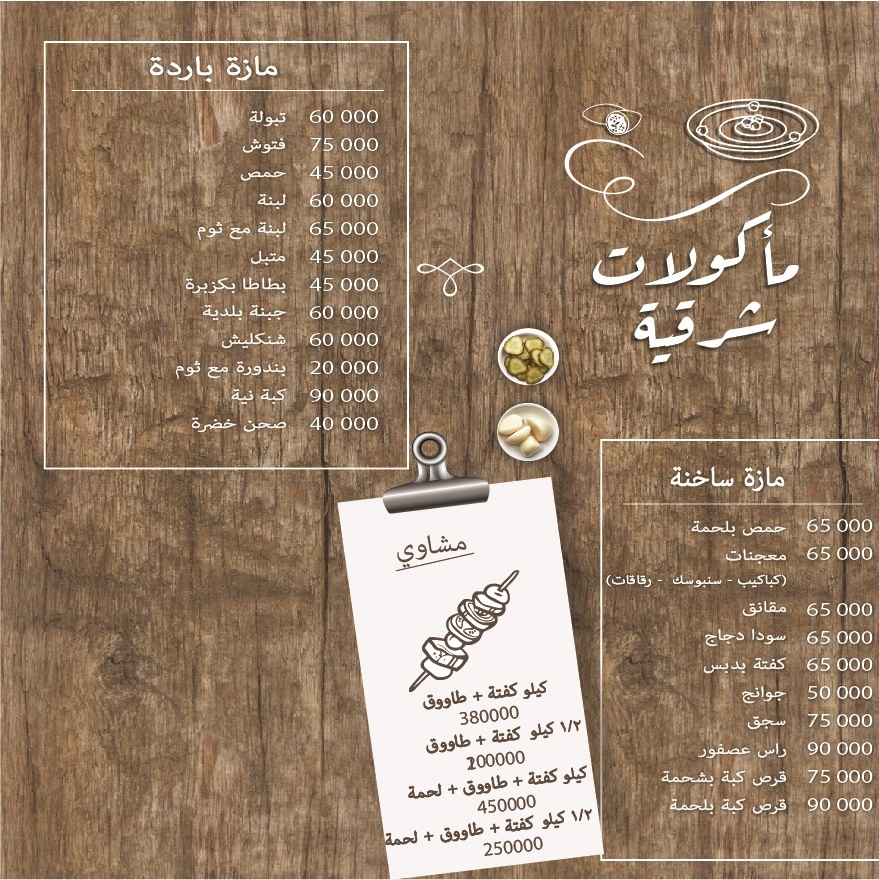 مأكولات
شرقية
مازة باردة
تبولة 60 000
فتوش 75 000
حمص 45 000
لبنة 60 000
لبنة مع ثوم 65 000
متبل 45 000
بطاطا بكزبرة 45 000
جبنة بلدية 60 000
شنكليش 60 000
بندورة مع ثوم 20 000
كبة نية 90 000
صحن خضرة 40 000
مازة ساخنة
حمص بلحمة 65 000
معجنات 65 000
(كباكيب - سنبوسك - رقاقات)
مقانق 65 000
سودا دجاج 65 000
كفتة بدبس 65 000
جوانح 50 000
سجق 75 000
راس عصفور 90 000
قرص كبة بشحمة 75 000
قرص كبة بلحمة 90 000
مشاوي
كيلو كفتة + طاووق
380000
١/٢ كيلو كفتة + طاووق
كيلو كفتة + طاووق + لحمة
450000
١/٢ كيلو كفتة + طاووق + لحمة
250000